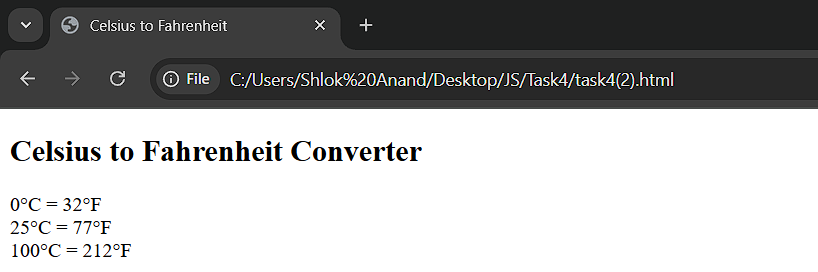 Celsius to Fahrenheit
File C:/Users/Shlok%20Anand/Desktop/JS/Task4/task4(2).html
Celsius to Fahrenheit Converter
0°C = 32°F
25°C = 77°F
100°C = 212°F